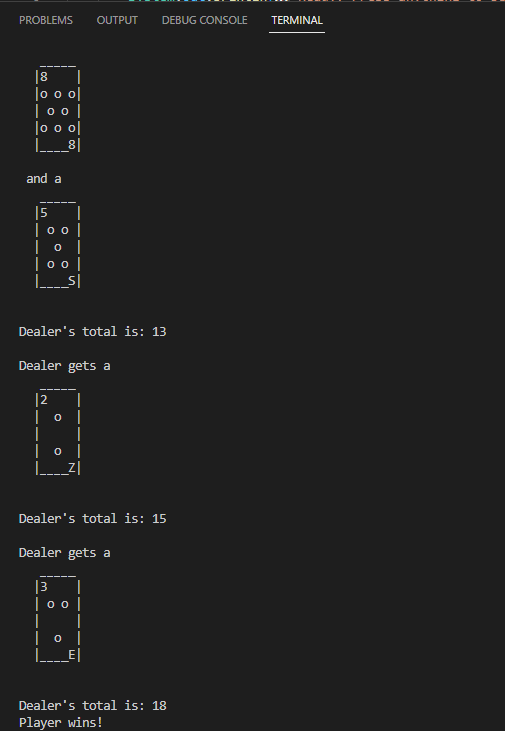 PROBLEMS OUTPUT DEBUG CONSOLE TERMINAL
   _____
  |8    |
  |o o o|
  | o o |
  |o o o|
  |____8|
 and a
   _____
  |5    |
  | o o |
  |  o  |
  | o o |
  |____S|
Dealer's total is: 13
Dealer gets a
   _____
  |2    |
  |  o  |
  |     |
  |  o  |
  |____Z|
Dealer's total is: 15
Dealer gets a
   _____
  |3    |
  | o o |
  |     |
  |  o  |
  |____E|
Dealer's total is: 18
Player wins!